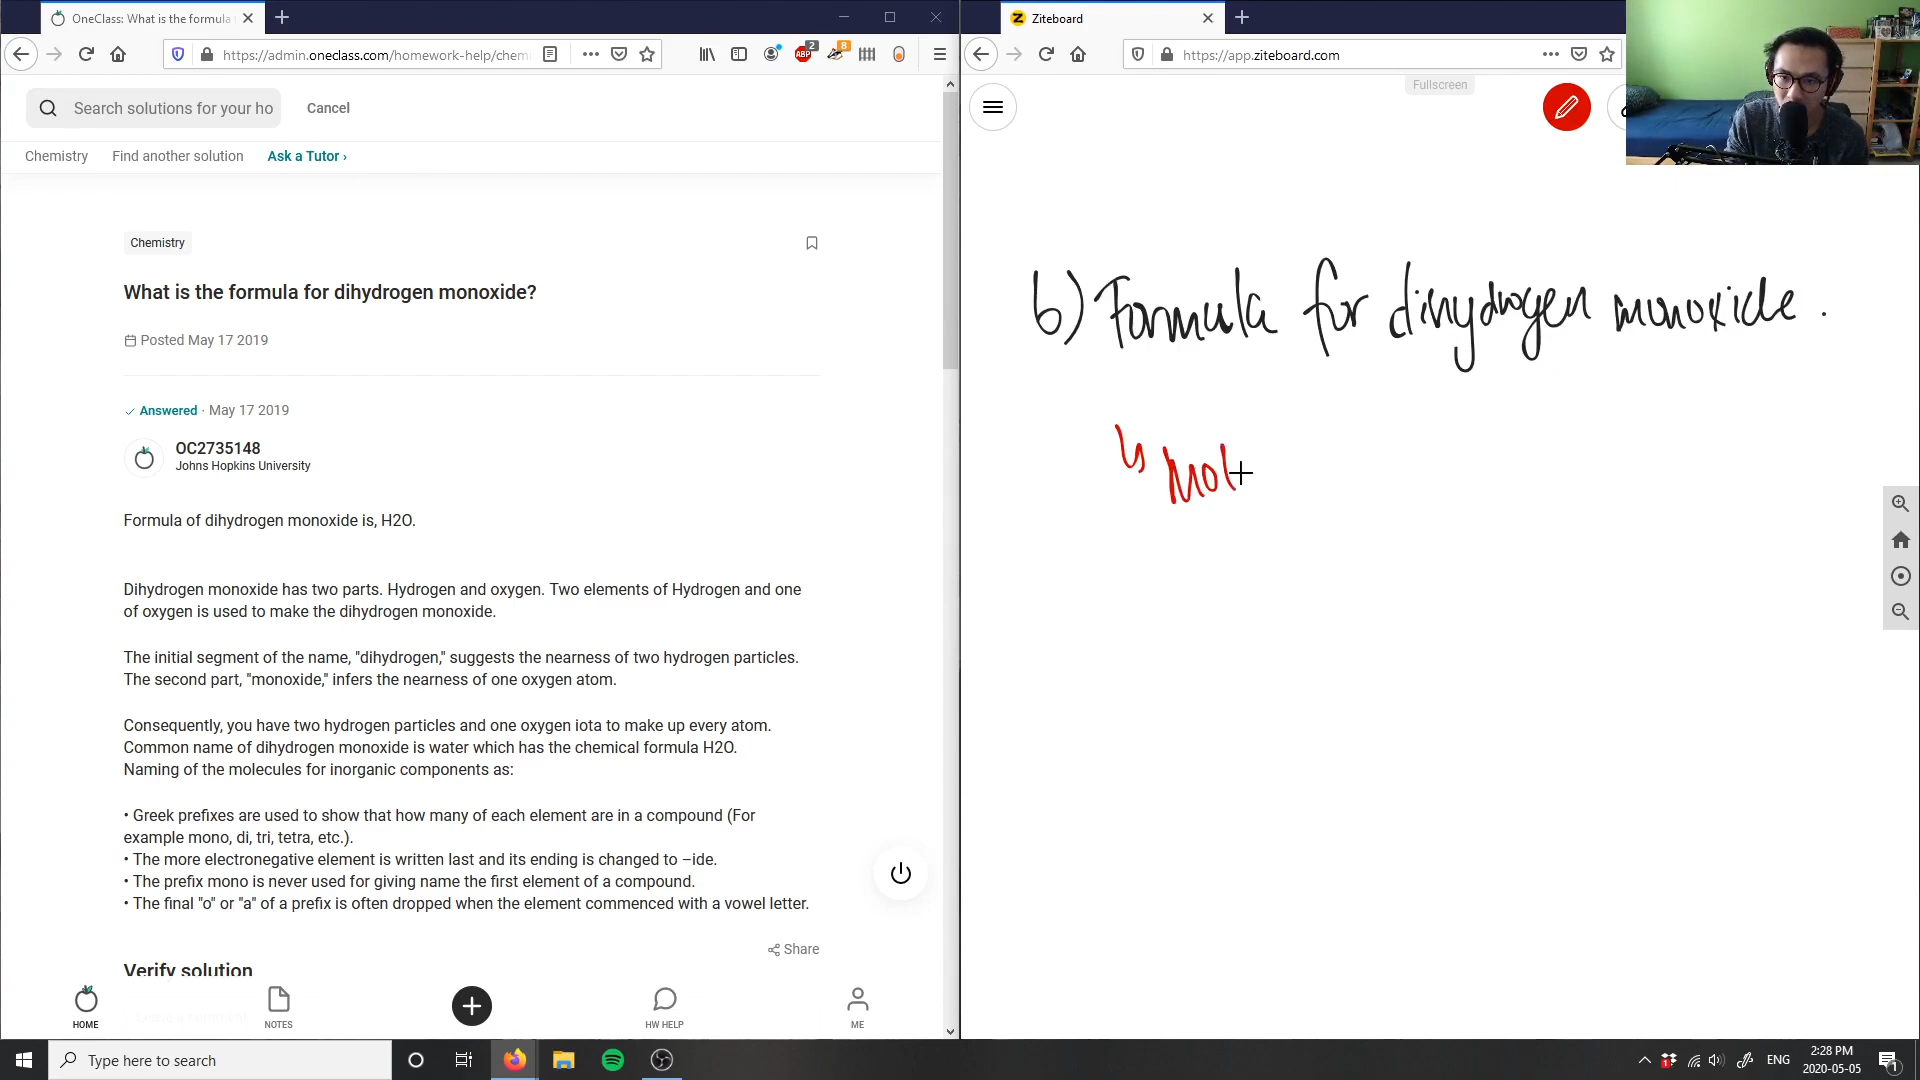 OneClass: What is the formula
Ziteboard
https://admin.oneclass.com/homework-help/chem
2
8
https://app.ziteboard.com
Fullscreen
Search solutions for your ho
Cancel
Chemistry
Find another solution
Ask a Tutor ›
Chemistry
What is the formula for dihydrogen monoxide?
Posted May 17 2019
Answered · May 17 2019
OC2735148
Johns Hopkins University
Formula of dihydrogen monoxide is, H2O.
Dihydrogen monoxide has two parts. Hydrogen and oxygen. Two elements of Hydrogen and one
of oxygen is used to make the dihydrogen monoxide.
The initial segment of the name, "dihydrogen," suggests the nearness of two hydrogen particles.
The second part, "monoxide," infers the nearness of one oxygen atom.
Consequently, you have two hydrogen particles and one oxygen iota to make up every atom.
Common name of dihydrogen monoxide is water which has the chemical formula H2O.
Naming of the molecules for inorganic components as:
• Greek prefixes are used to show that how many of each element are in a compound (For
example mono, di, tri, tetra, etc.).
• The more electronegative element is written last and its ending is changed to –ide.
• The prefix mono is never used for giving name the first element of a compound.
• The final "o" or "a" of a prefix is often dropped when the element commenced with a vowel letter.
Share
Verify solution
HOME
NOTES
HW HELP
ME
b) Formula for dihydrogen monoxide.
Mol
Type here to search
ENG
2:28 PM
2020-05-05
1